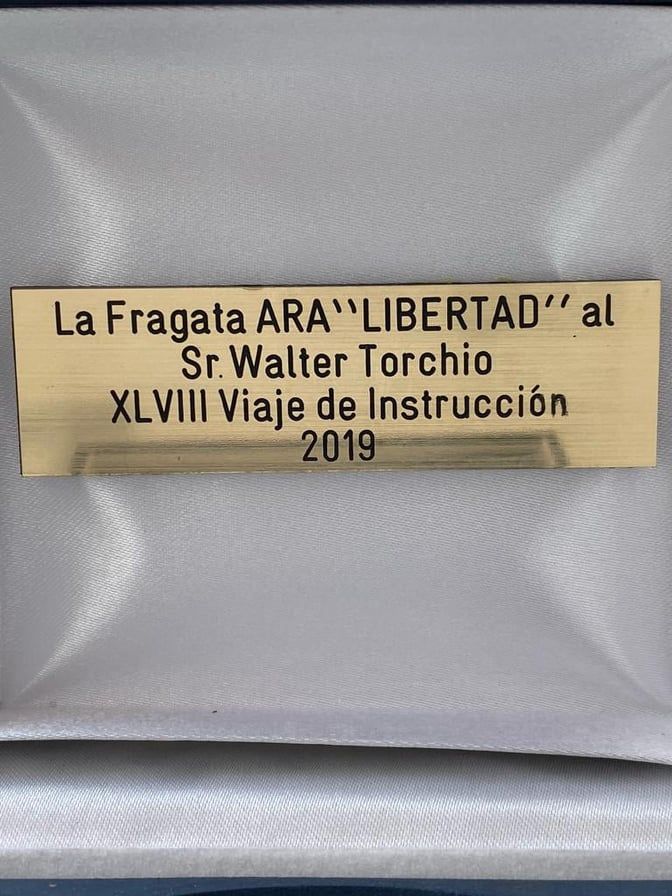 La Fragata ARA ‵‵LIBERTAD′′ al
Sr. Walter Torchio
XLVIII Viaje de Instrucción
2019